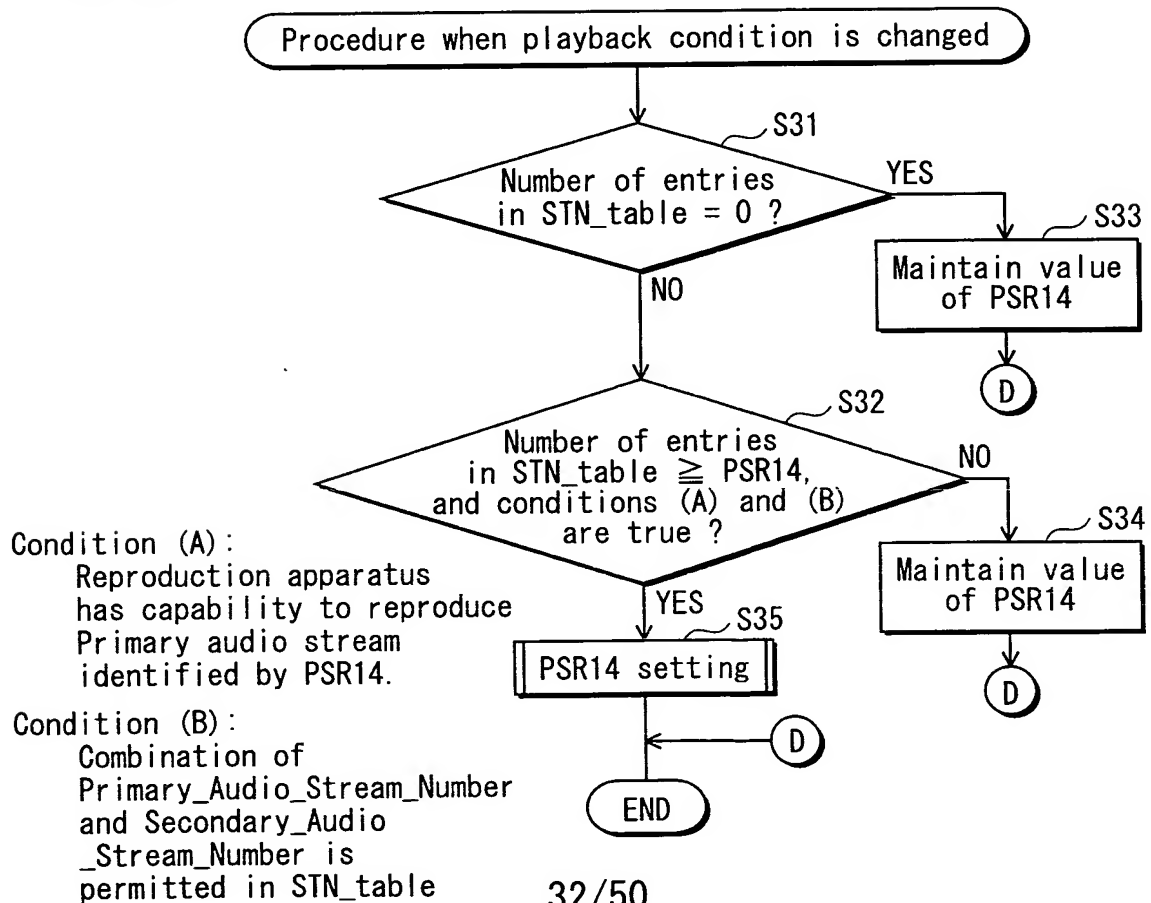 Procedure when playback condition is changed
S31
Number of entries
in STN_table = 0 ?
YES
S33
Maintain value
of PSR14
D
NO
S32
Number of entries
in STN_table ≧ PSR14,
and conditions (A) and (B)
are true ?
NO
S34
Maintain value
of PSR14
D
YES
S35
PSR14 setting
D
END
Condition (A):
Reproduction apparatus
has capability to reproduce
Primary audio stream
identified by PSR14.
Condition (B):
Combination of
Primary_Audio_Stream_Number
and Secondary_Audio
_Stream_Number is
permitted in STN_table
32/50